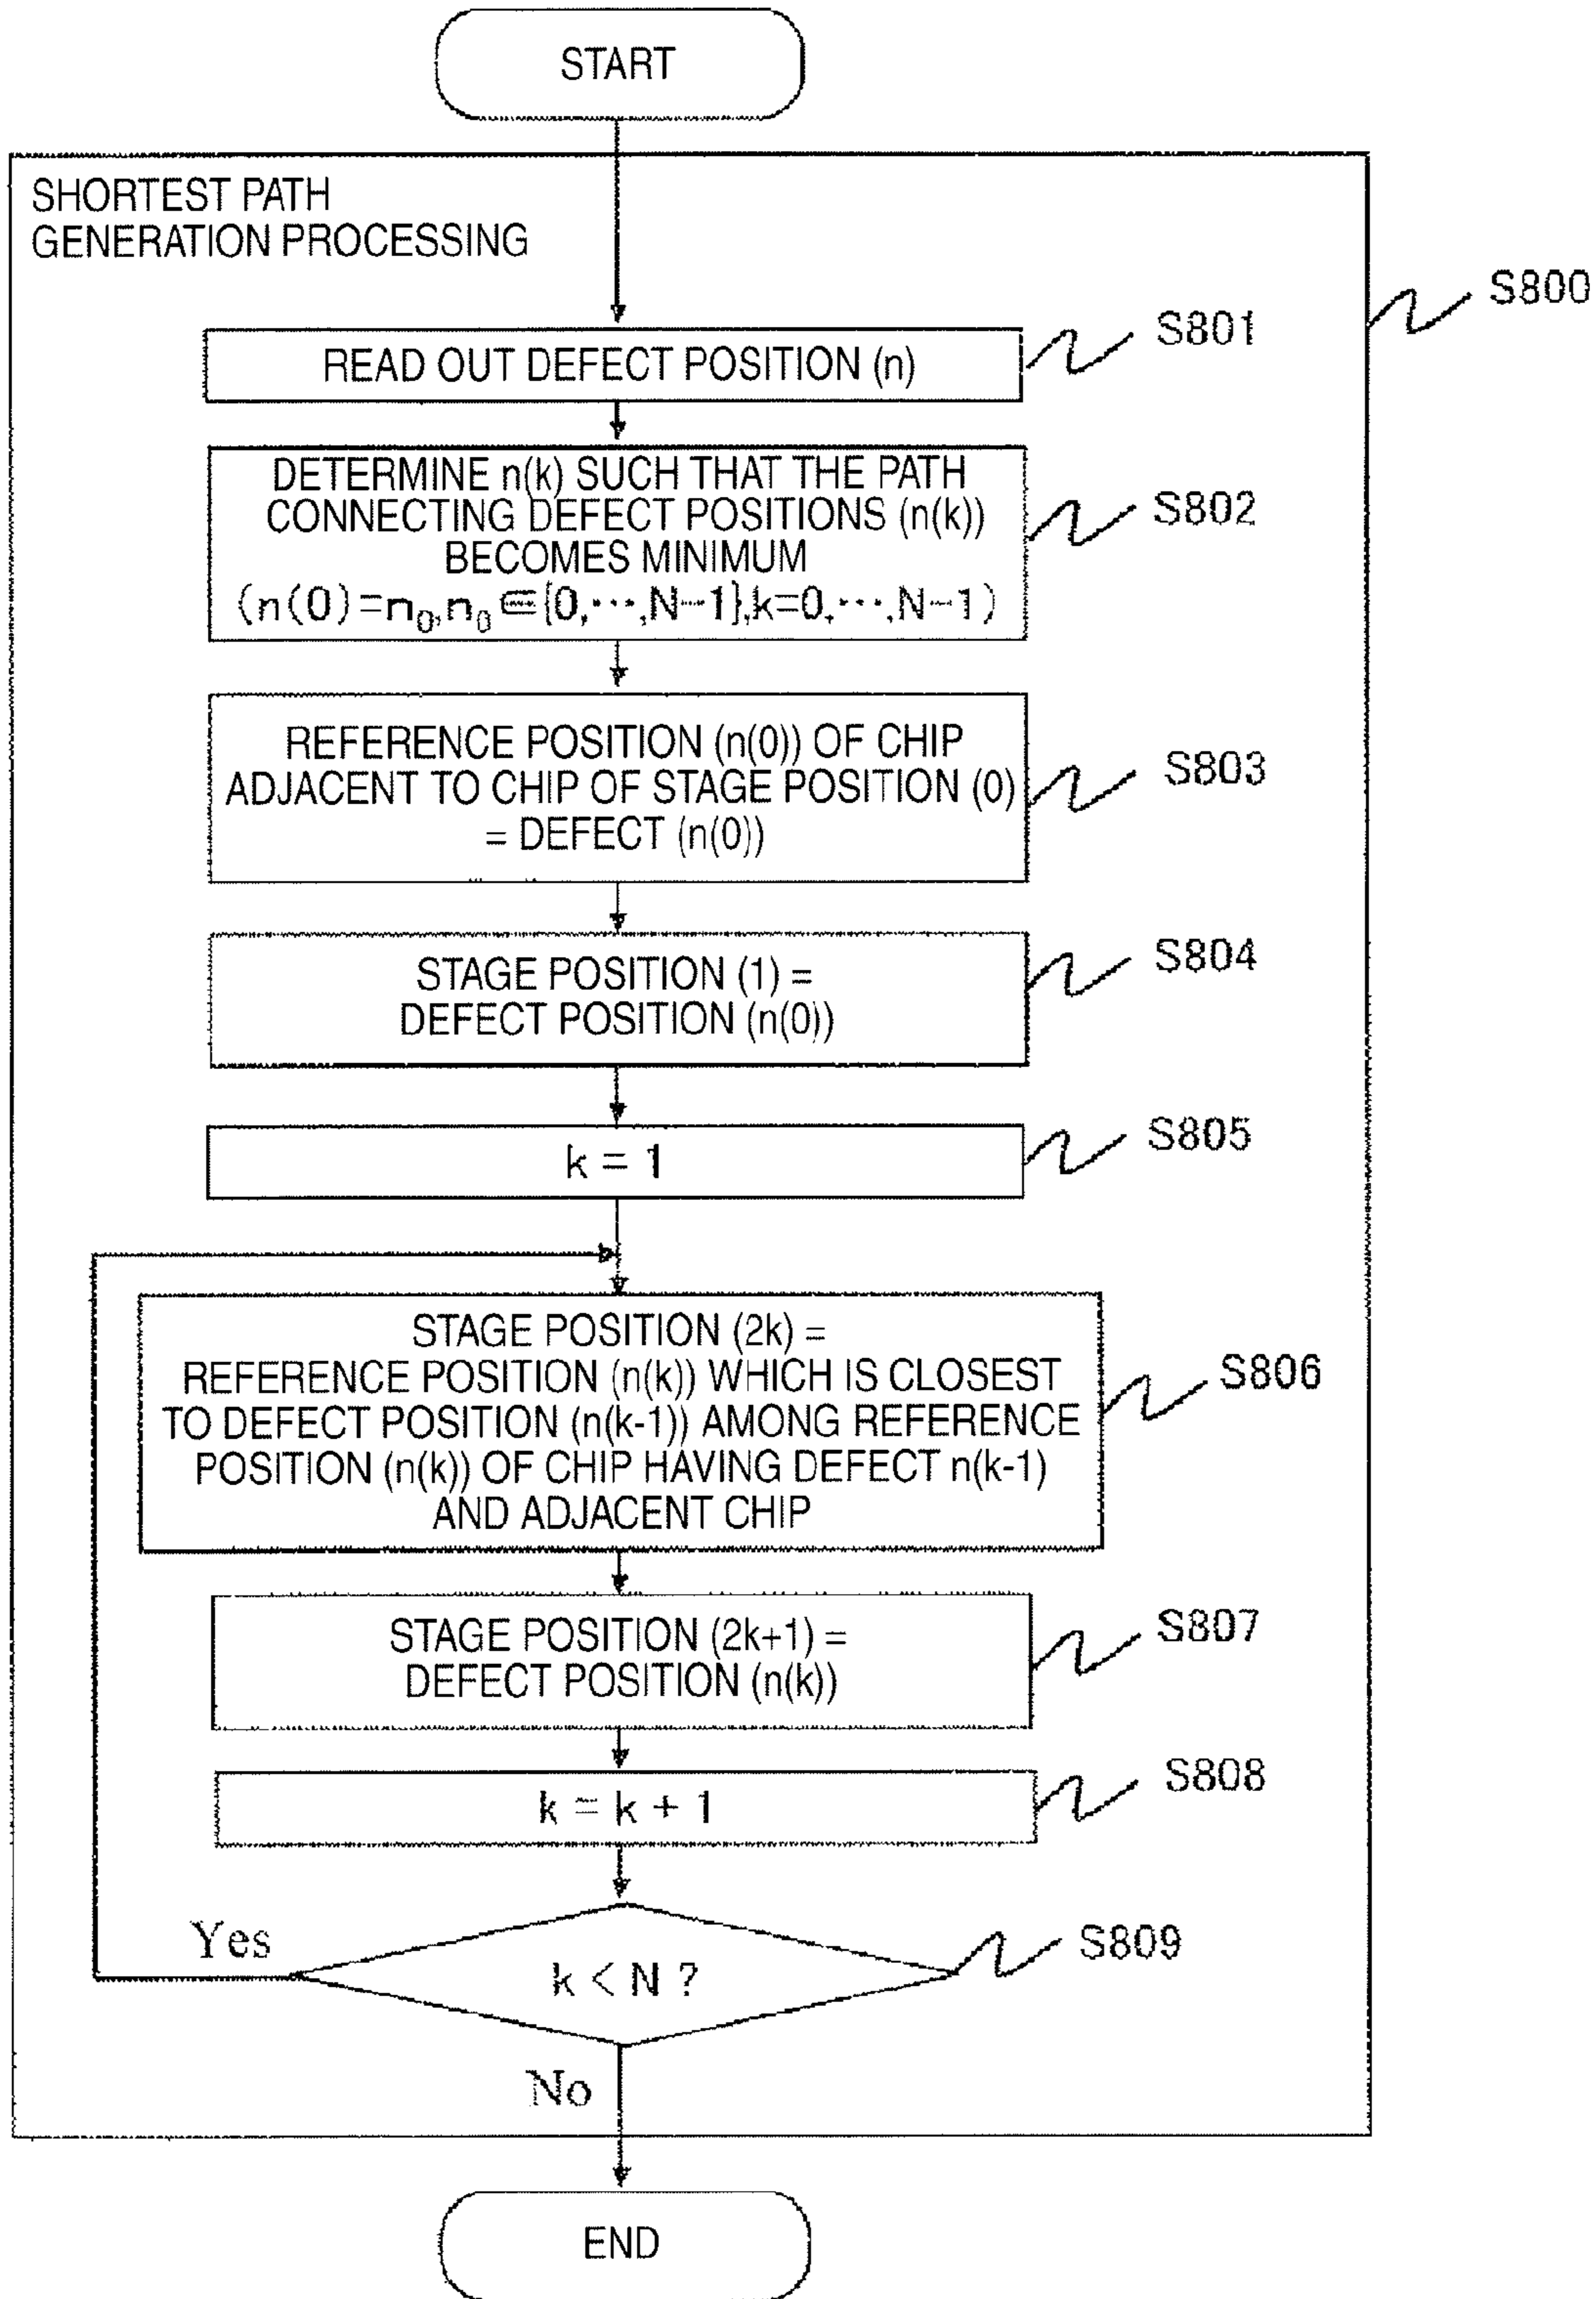 START
SHORTEST PATH
GENERATION PROCESSING
S800
READ OUT DEFECT POSITION (n)
S801
DETERMINE n(k) SUCH THAT THE PATH
CONNECTING DEFECT POSITIONS (n(k))
BECOMES MINIMUM
(n(0)=n₀,n₀∈{0,⋯,N-1},k=0,⋯,N-1)
S802
REFERENCE POSITION (n(0)) OF CHIP
ADJACENT TO CHIP OF STAGE POSITION (0)
= DEFECT (n(0))
S803
STAGE POSITION (1) =
DEFECT POSITION (n(0))
S804
k = 1
S805
STAGE POSITION (2k) =
REFERENCE POSITION (n(k)) WHICH IS CLOSEST
TO DEFECT POSITION (n(k-1)) AMONG REFERENCE
POSITION (n(k)) OF CHIP HAVING DEFECT n(k-1)
AND ADJACENT CHIP
S806
STAGE POSITION (2k+1) =
DEFECT POSITION (n(k))
S807
k = k + 1
S808
Yes
k < N ?
S809
No
END